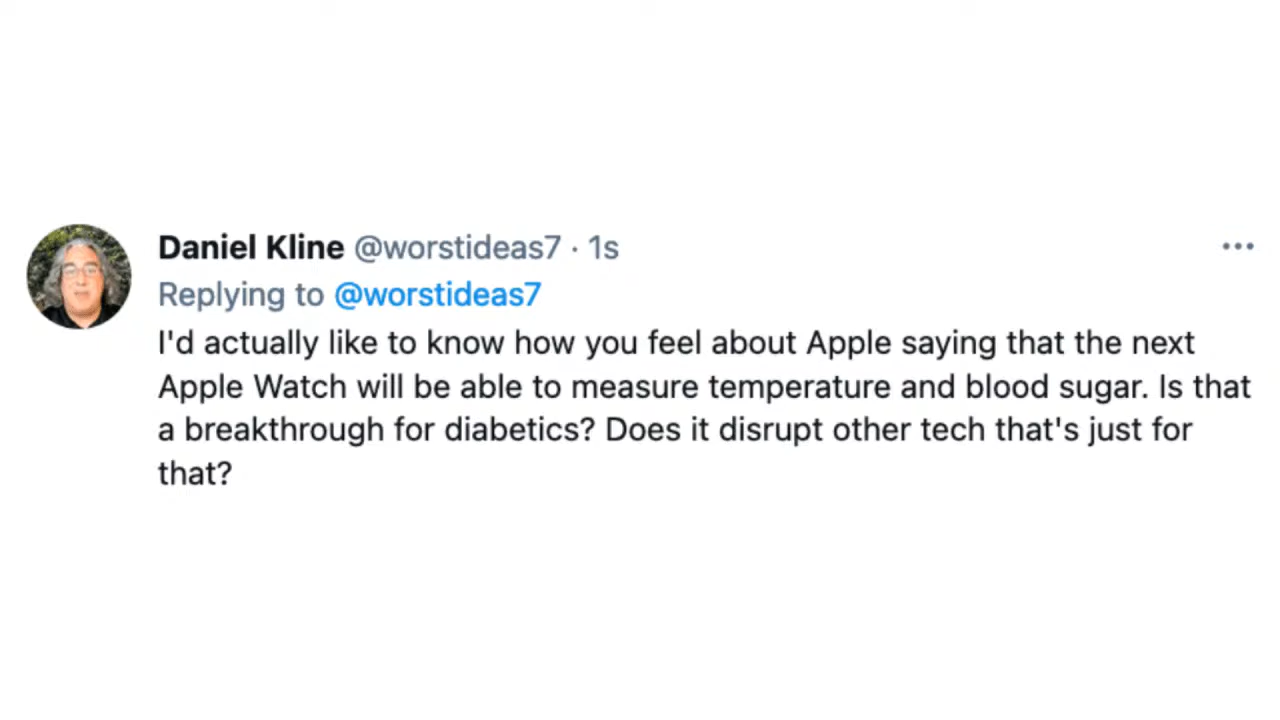 Daniel Kline @worstideas7 · 1s
Replying to @worstideas7
I'd actually like to know how you feel about Apple saying that the next
Apple Watch will be able to measure temperature and blood sugar. Is that
a breakthrough for diabetics? Does it disrupt other tech that's just for
that?